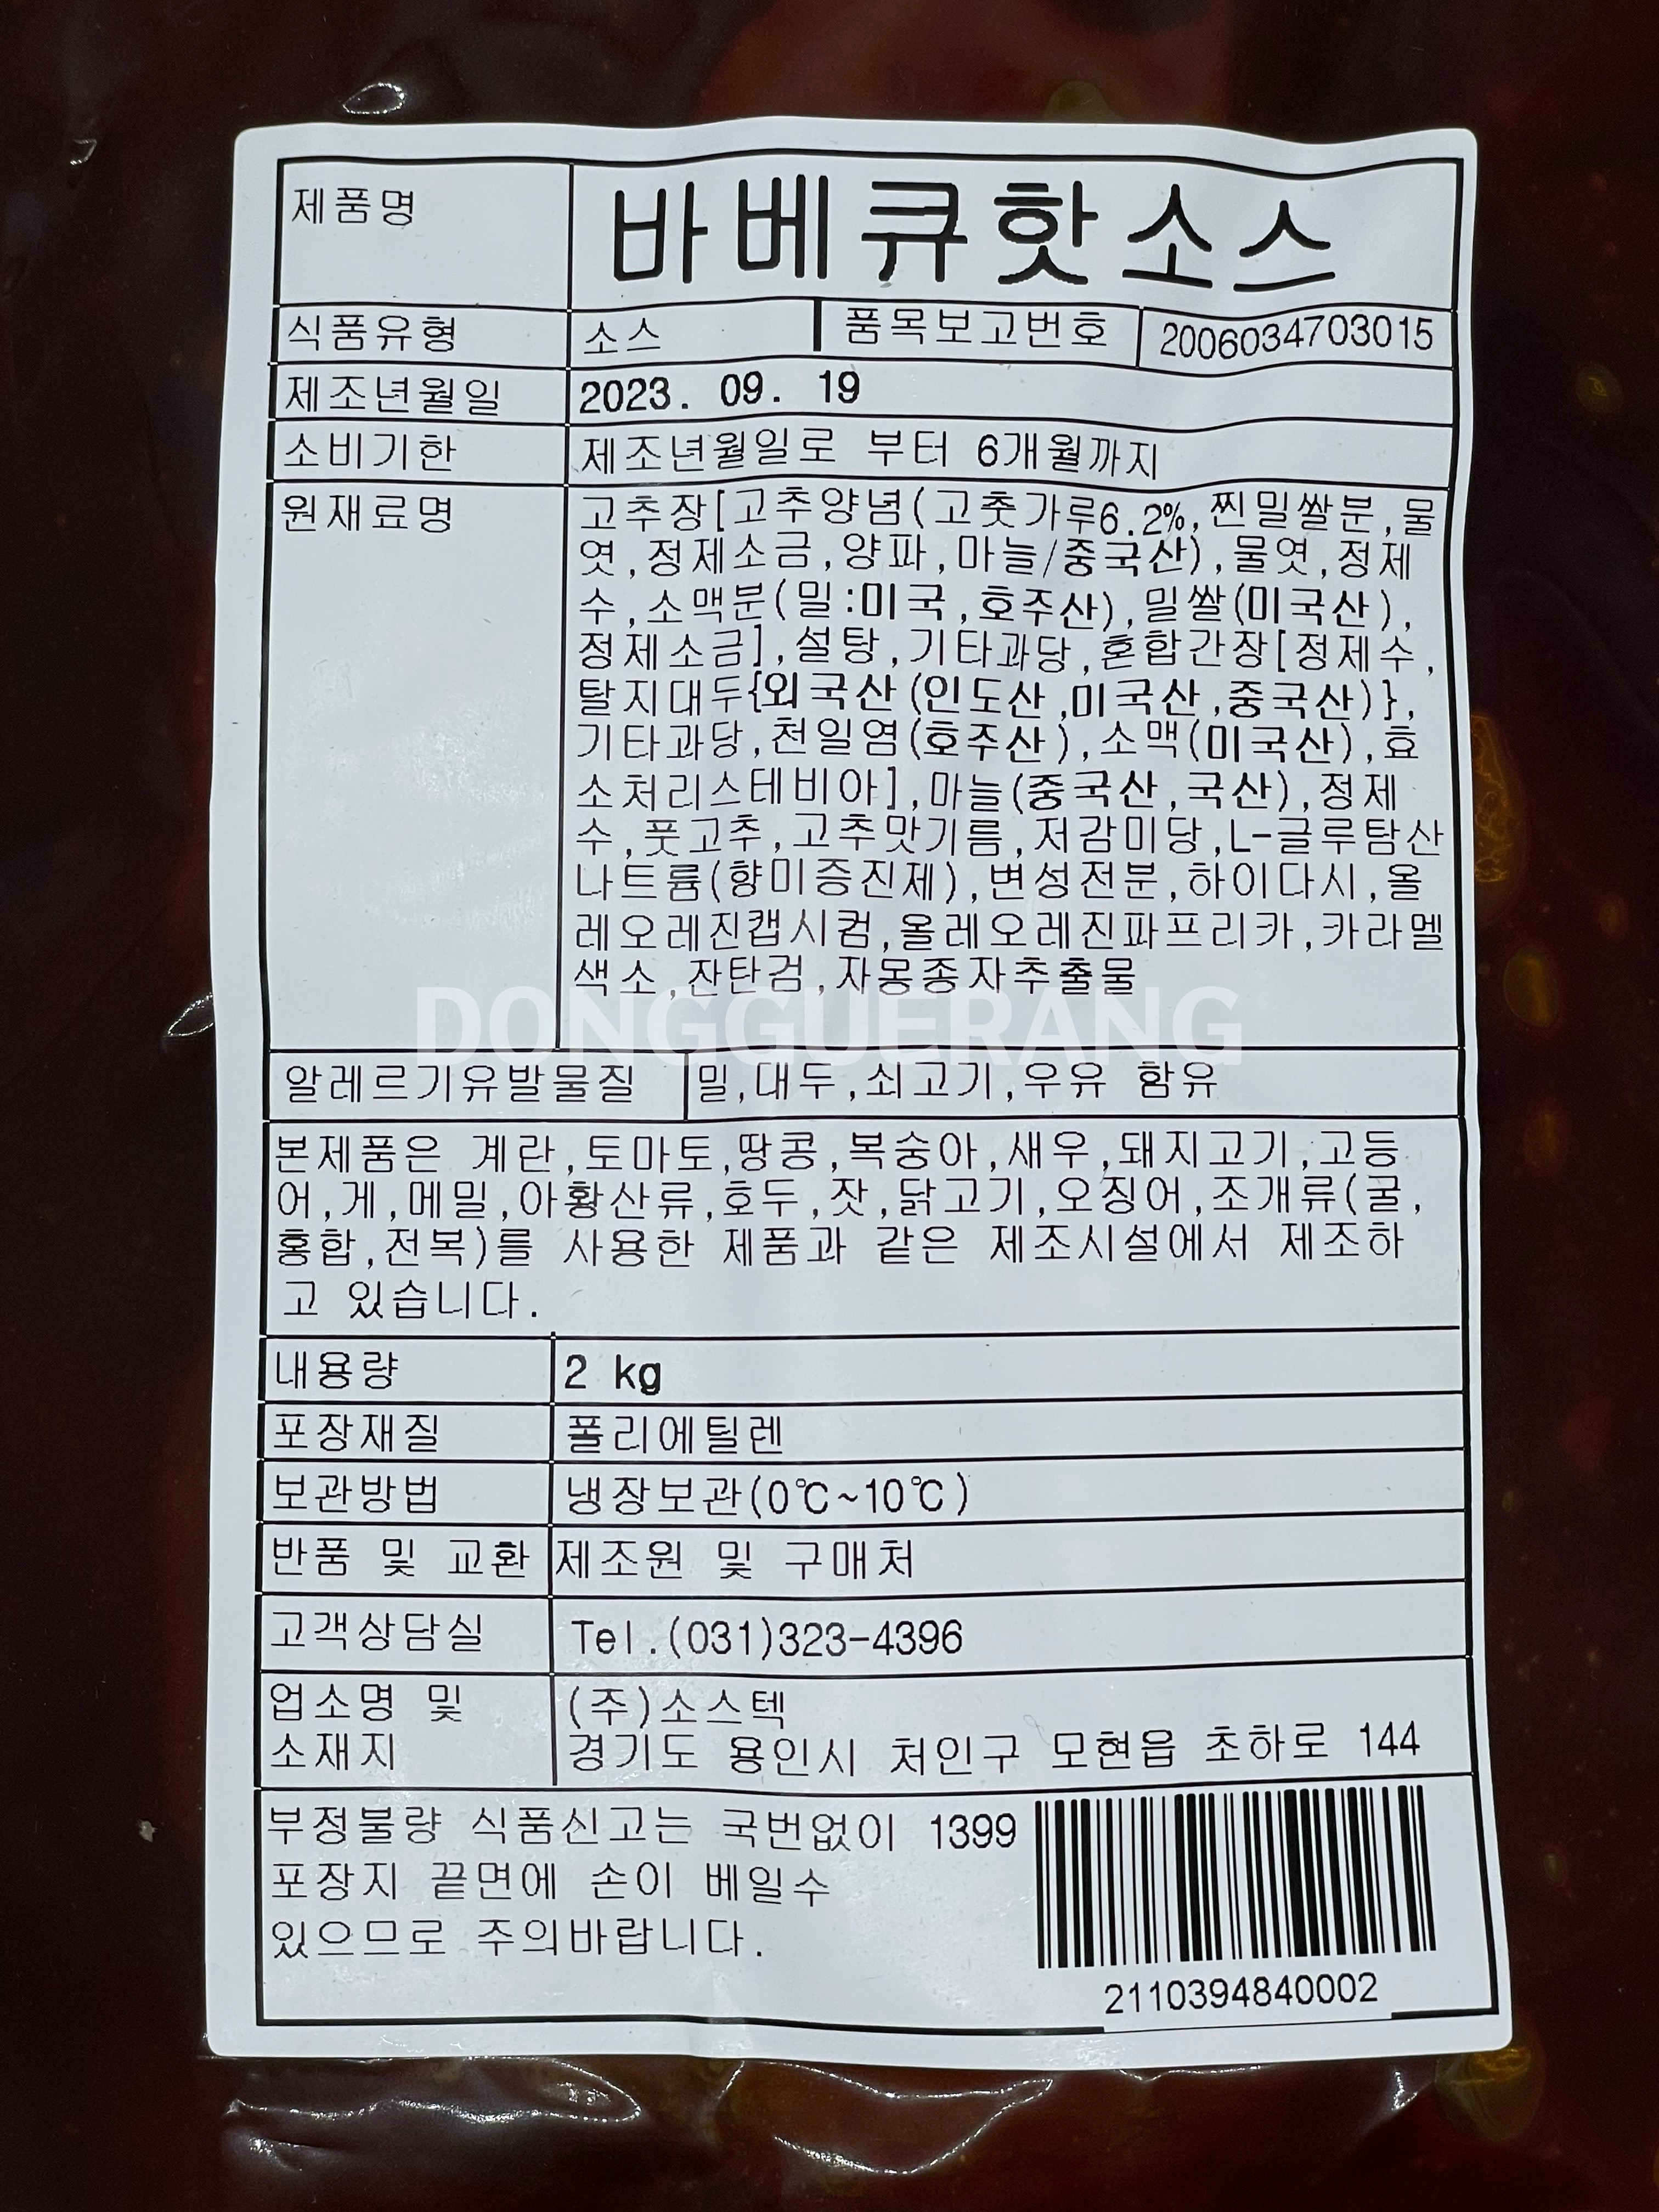 제품명 바베큐핫소스
식품유형 소스 품목보고번호 2006034703015
제조년월일 2023. 09. 19
소비기한 제조년월일로 부터 6개월까지
원재료명 고추장[고추양념(고춧가루6.2%,찐밀쌀분,물
엿,정제소금,양파,마늘/중국산),물엿,정제
수,소맥분(밀:미국,호주산),밀쌀(미국산),
정제소금],설탕,기타과당,혼합간장[정제수,
탈지대두{외국산(인도산,미국산,중국산)},
기타과당,천일염(호주산),소맥(미국산),효
소처리스테비아],마늘(중국산,국산),정제
수,풋고추,고추맛기름,저감미당,L-글루탐산
나트륨(향미증진제),변성전분,하이다시,올
레오레진캡시컴,올레오레진파프리카,카라멜
색소,잔탄검,자몽종자추출물
DONGGUERANG
알레르기유발물질 밀,대두,쇠고기,우유 함유
본제품은 계란,토마토,땅콩,복숭아,새우,돼지고기,고등
어,게,메밀,아황산류,호두,잣,닭고기,오징어,조개류(굴,
홍합,전복)를 사용한 제품과 같은 제조시설에서 제조하
고 있습니다.
내용량 2 kg
포장재질 폴리에틸렌
보관방법 냉장보관(0℃~10℃)
반품 및 교환 제조원 및 구매처
고객상담실 Tel.(031)323-4396
업소명 및 (주)소스텍
소재지 경기도 용인시 처인구 모현읍 초하로 144
부정불량 식품신고는 국번없이 1399
포장지 끝면에 손이 베일수
있으므로 주의바랍니다.
2110394840002